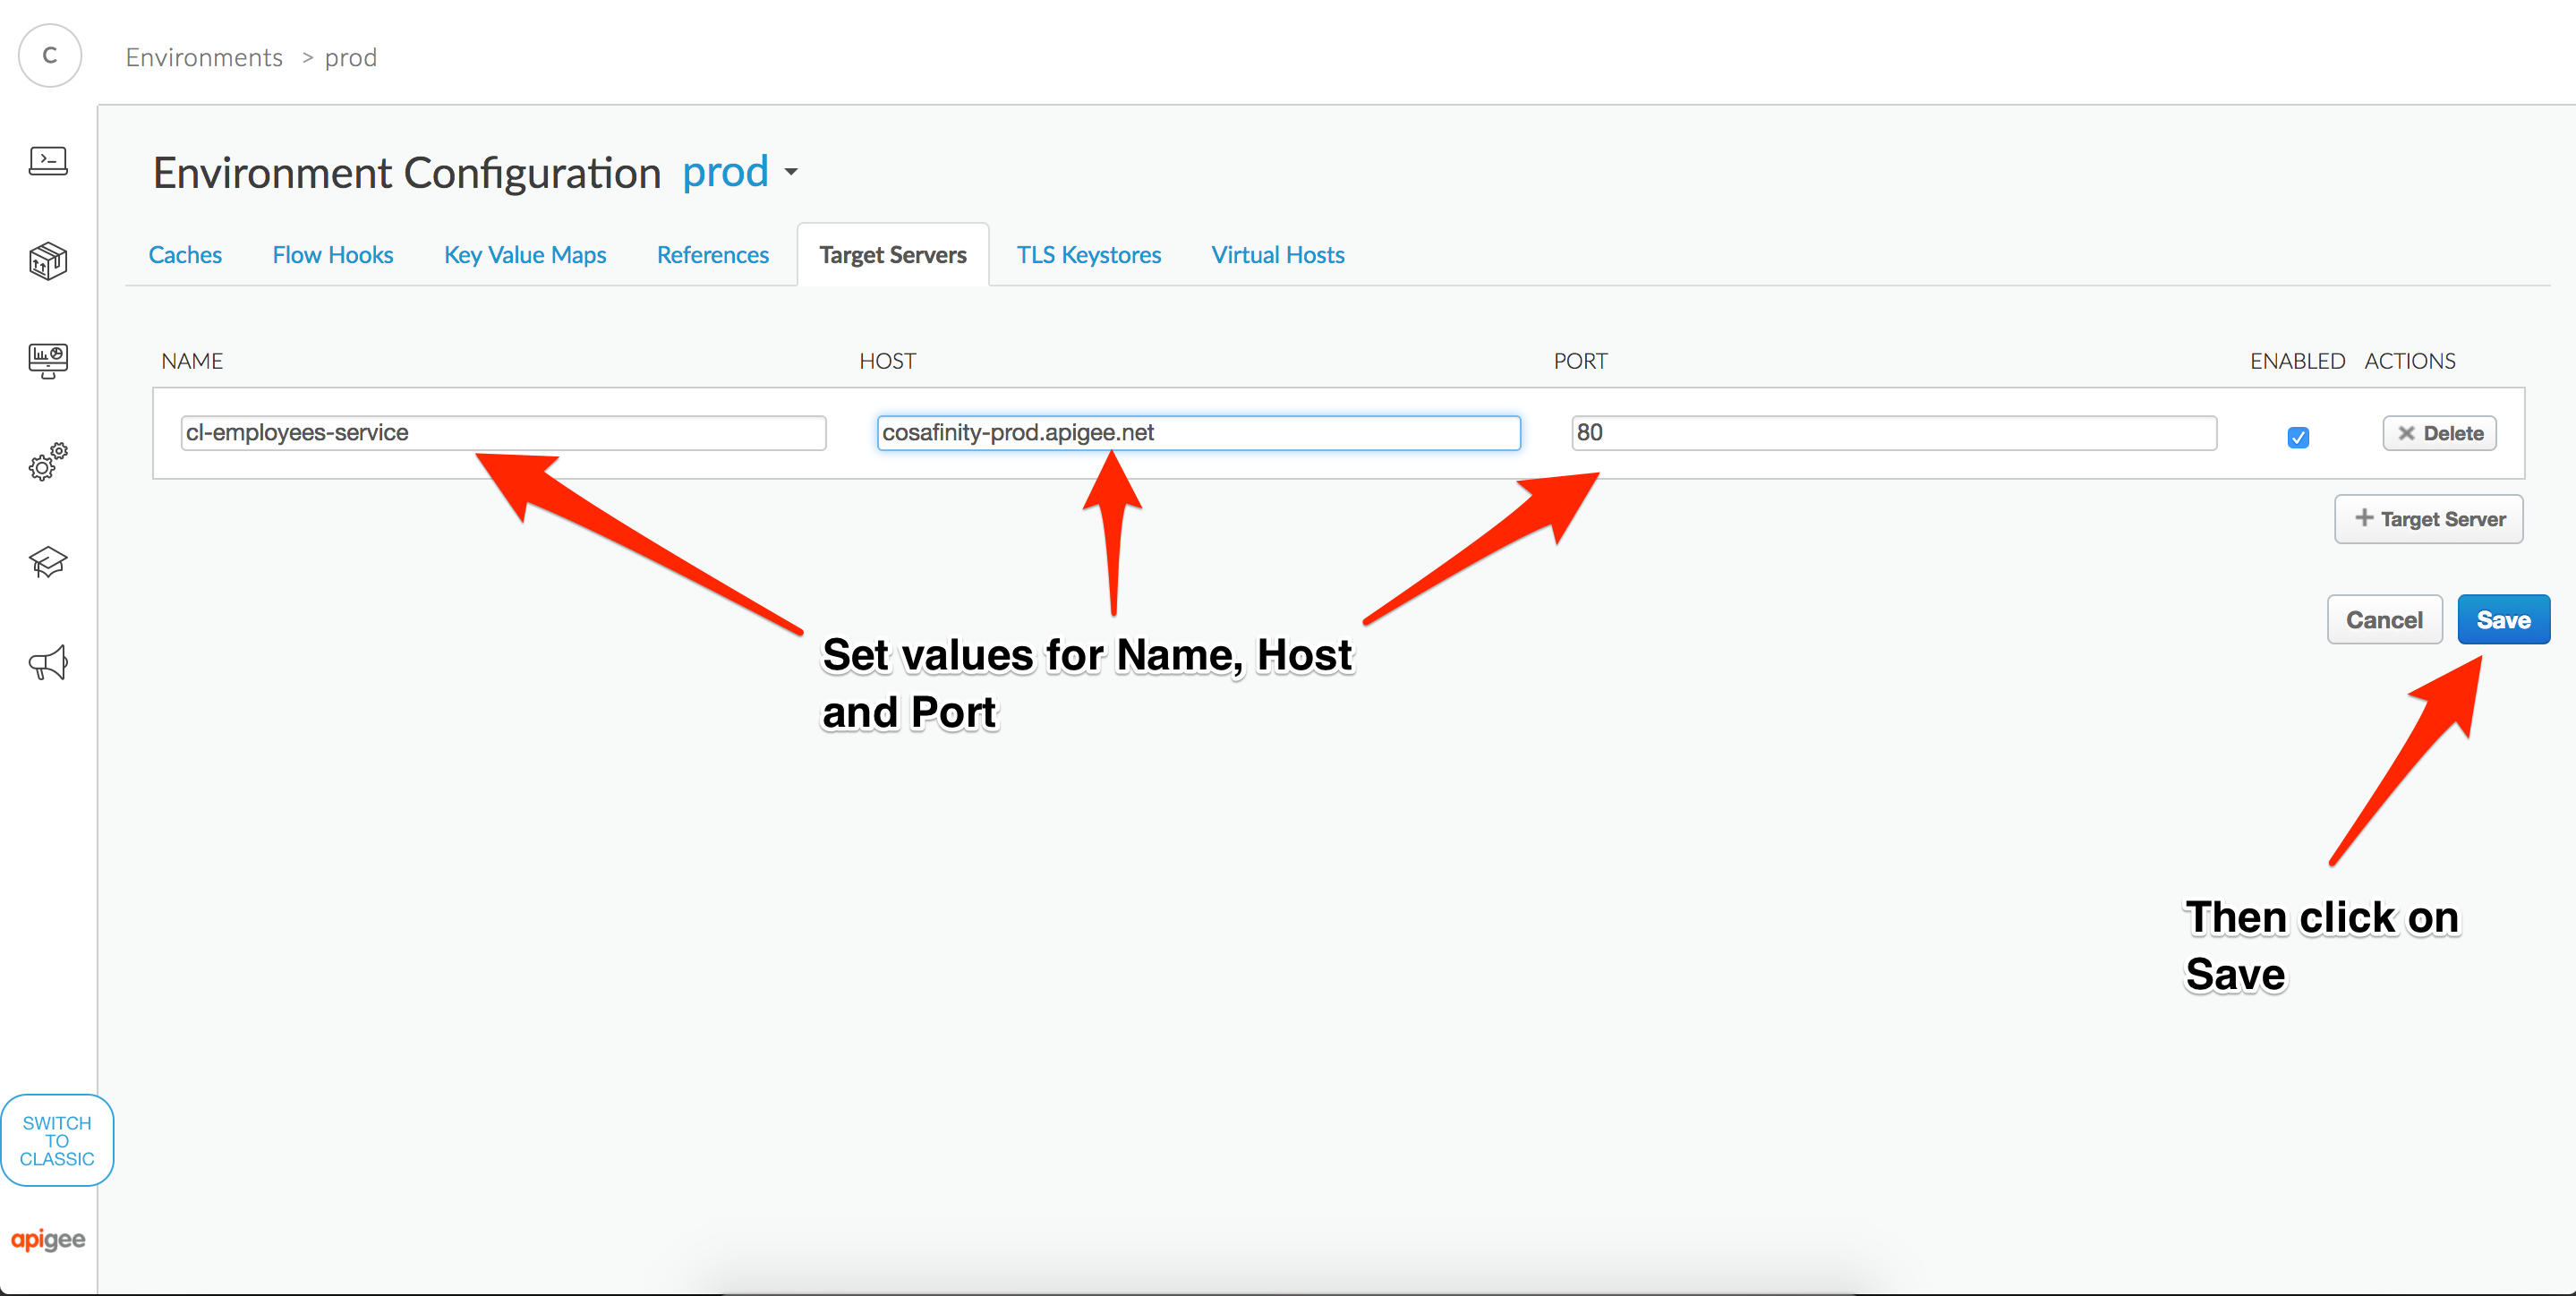 C
Environments > prod
Environment Configuration prod
Caches Flow Hooks Key Value Maps References Target Servers TLS Keystores Virtual Hosts
NAME HOST PORT ENABLED ACTIONS
cl-employees-service cosafinity-prod.apigee.net 80 Delete
+ Target Server
Cancel Save
Set values for Name, Host
and Port
Then click on
Save
SWITCH
TO
CLASSIC
apigee